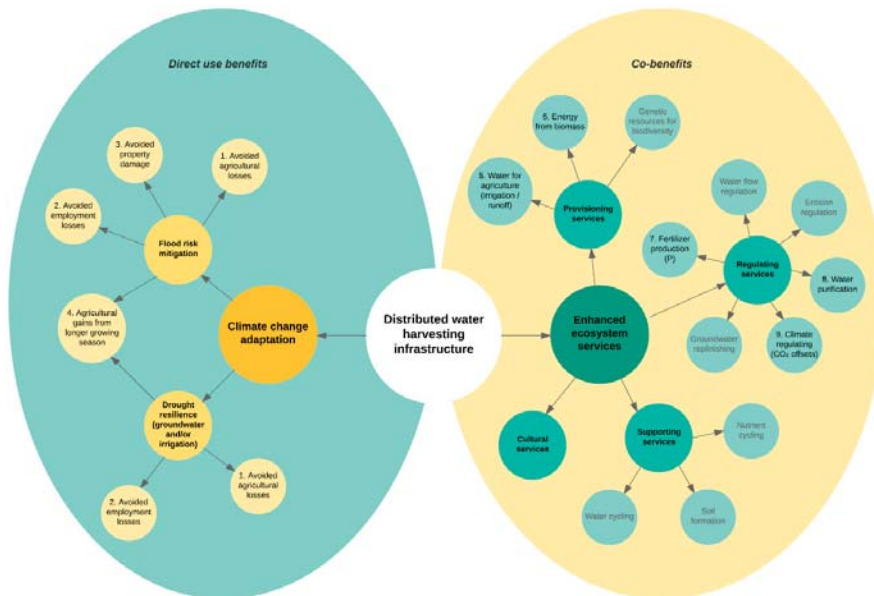 Direct use benefits
3. Avoided
property
damage
1. Avoided
agricultural
losses
2. Avoided
employment
losses
Flood risk
mitigation
4. Agricultural
gains from
longer growing
season
Climate change
adaptation
Drought
resilience
(groundwater
and/or
irrigation)
2. Avoided
employment
losses
1. Avoided
agricultural
losses
Distributed water
harvesting
infrastructure
Co-benefits
6. Energy
from biomass
Genetic
resources for
biodiversity
5. Water for
agriculture
(irrigation /
runoff)
Provisioning
services
Water flow
regulation
Erosion
regulation
7. Fertilizer
production
(P)
Regulating
services
8. Water
purification
Groundwater
replenishing
9. Climate
regulating
(CO₂ offsets)
Enhanced
ecosystem
services
Cultural
services
Supporting
services
Nutrient
cycling
Water cycling
Soil
formation